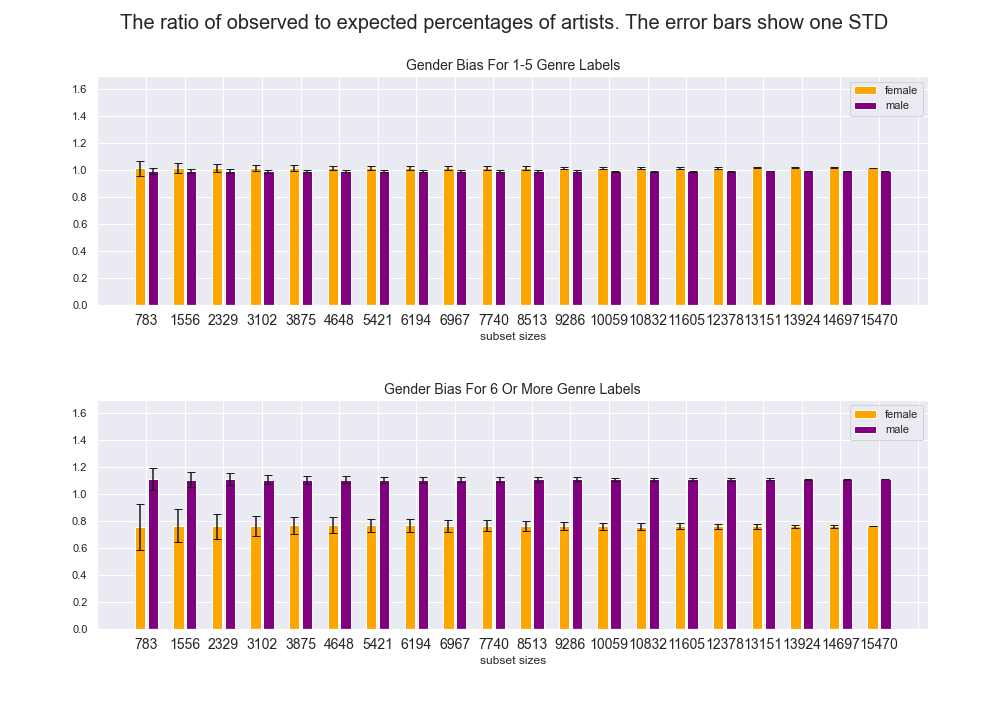 The ratio of observed to expected percentages of artists. The error bars show one STD
Gender Bias For 1-5 Genre Labels
1.6
1.4
1.2
1.0
0.8
0.6
0.4
0.2
0.0
female
male
783 1556 2329 3102 3875 4648 5421 6194 6967 7740 8513 9286 10059 10832 11605 12378 13151 13924 14697 15470
subset sizes
Gender Bias For 6 Or More Genre Labels
1.6
1.4
1.2
1.0
0.8
0.6
0.4
0.2
0.0
female
male
783 1556 2329 3102 3875 4648 5421 6194 6967 7740 8513 9286 10059 10832 11605 12378 13151 13924 14697 15470
subset sizes